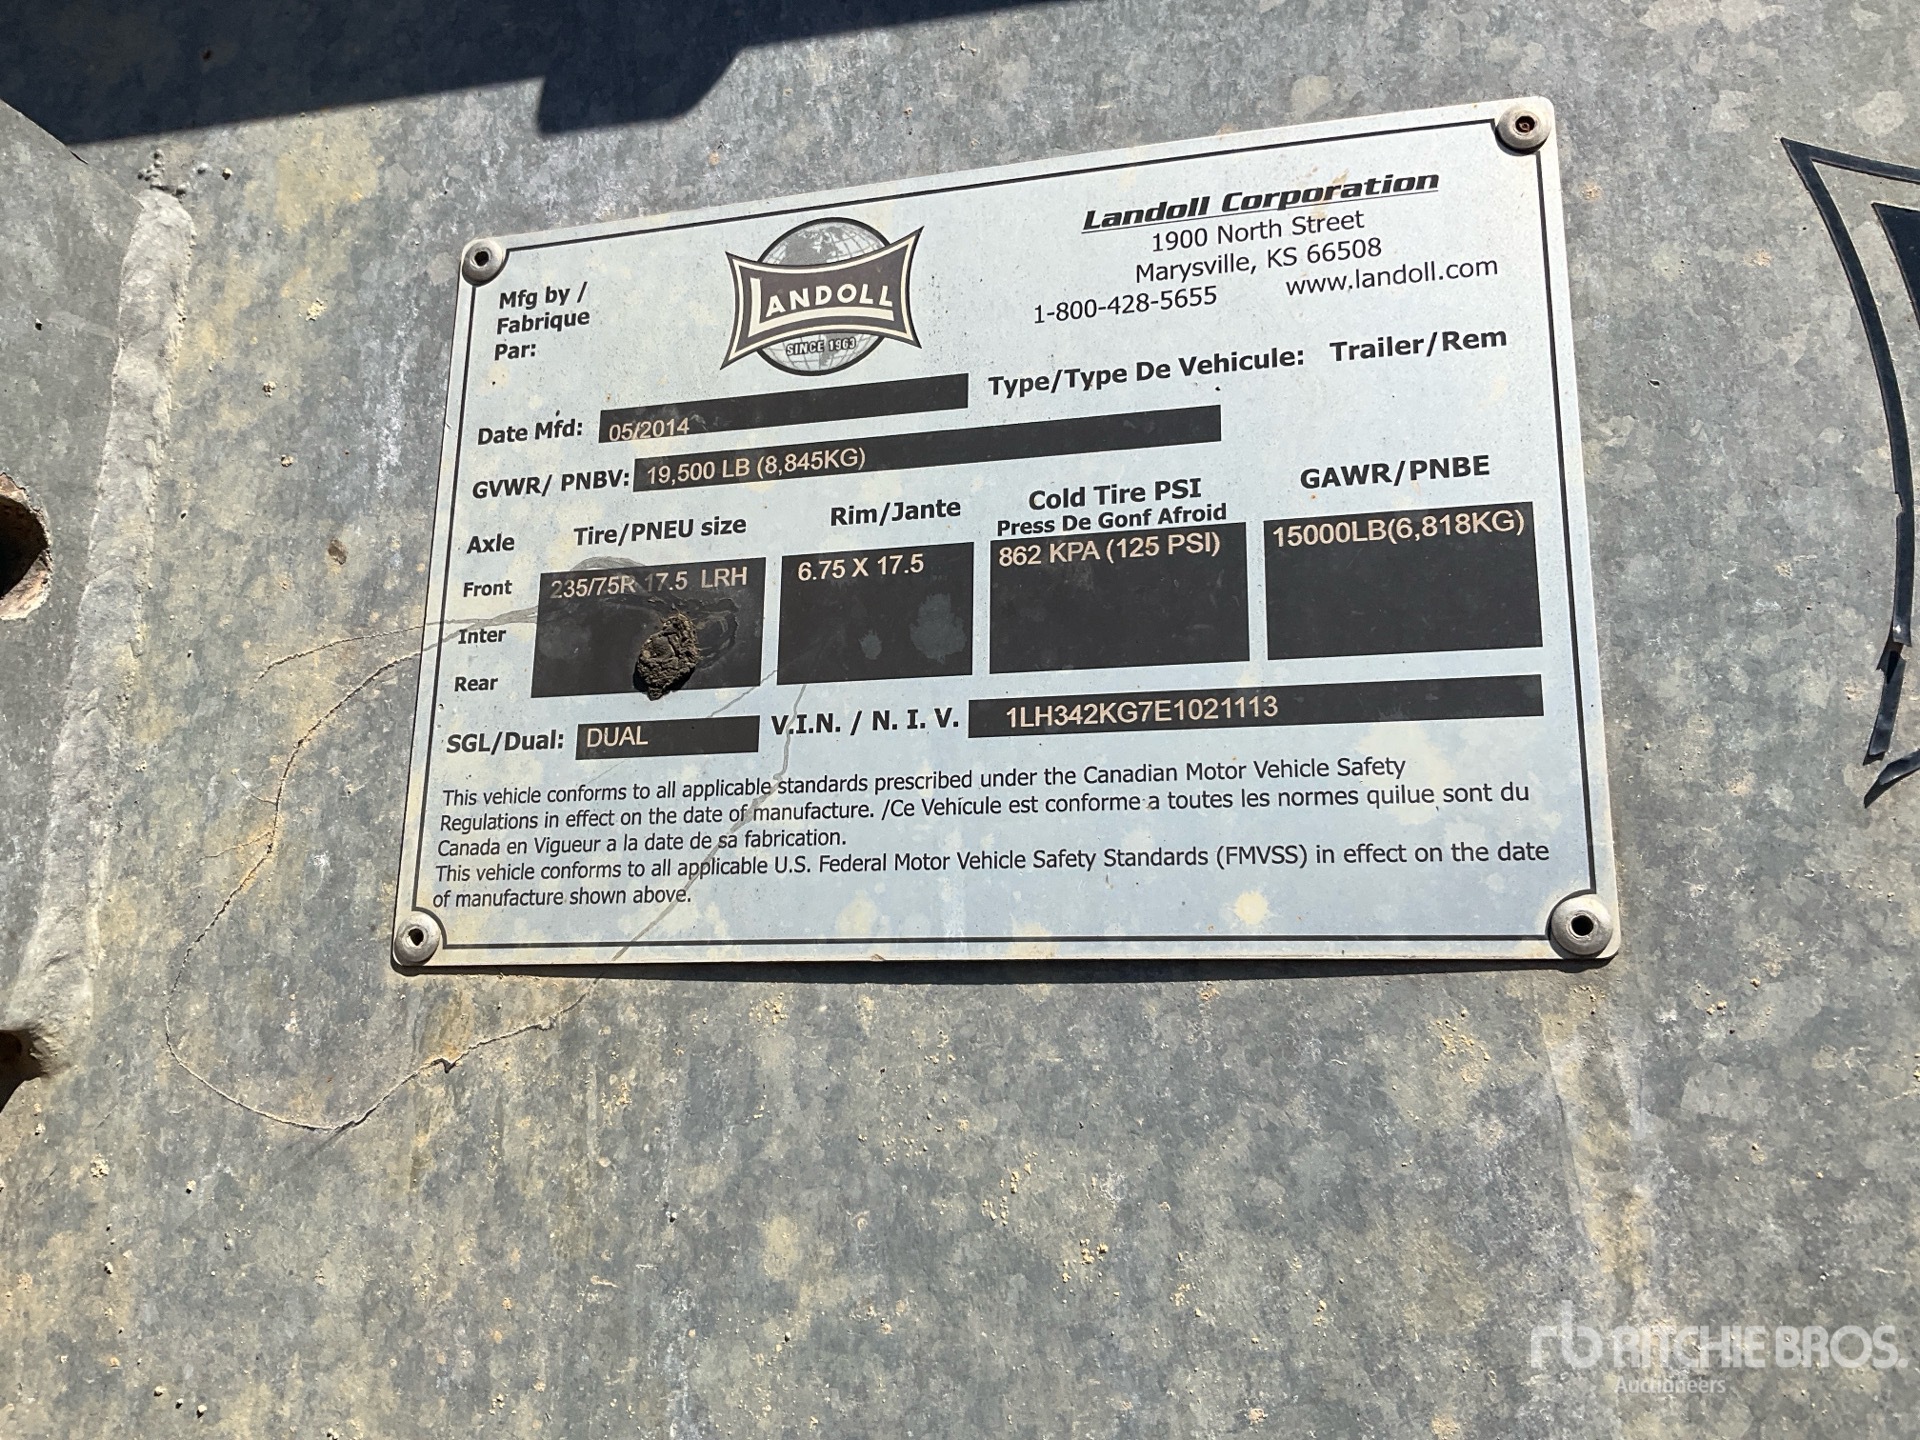 Mfg by /
Fabrique
Par:
LANDOLL
SINCE 1963
Landoll Corporation
1900 North Street
Marysville, KS 66508
1-800-428-5655 www.landoll.com
Date Mfd: 05/2014
Type/Type De Vehicule: Trailer/Rem
GVWR/ PNBV: 19,500 LB (8,845KG)
Axle Tire/PNEU size Rim/Jante Cold Tire PSI GAWR/PNBE
Press De Gonf Afroid
Front 235/75R 17.5 LRH 6.75 X 17.5 862 KPA (125 PSI) 15000LB(6,818KG)
Inter
Rear
SGL/Dual: DUAL V.I.N. / N. I. V. 1LH342KG7E1021113
This vehicle conforms to all applicable standards prescribed under the Canadian Motor Vehicle Safety
Regulations in effect on the date of manufacture. /Ce Vehicule est conforme a toutes les normes quilue sont du
Canada en Vigueur a la date de sa fabrication.
This vehicle conforms to all applicable U.S. Federal Motor Vehicle Safety Standards (FMVSS) in effect on the date
of manufacture shown above.
rb RITCHIE BROS.
Auctioneers